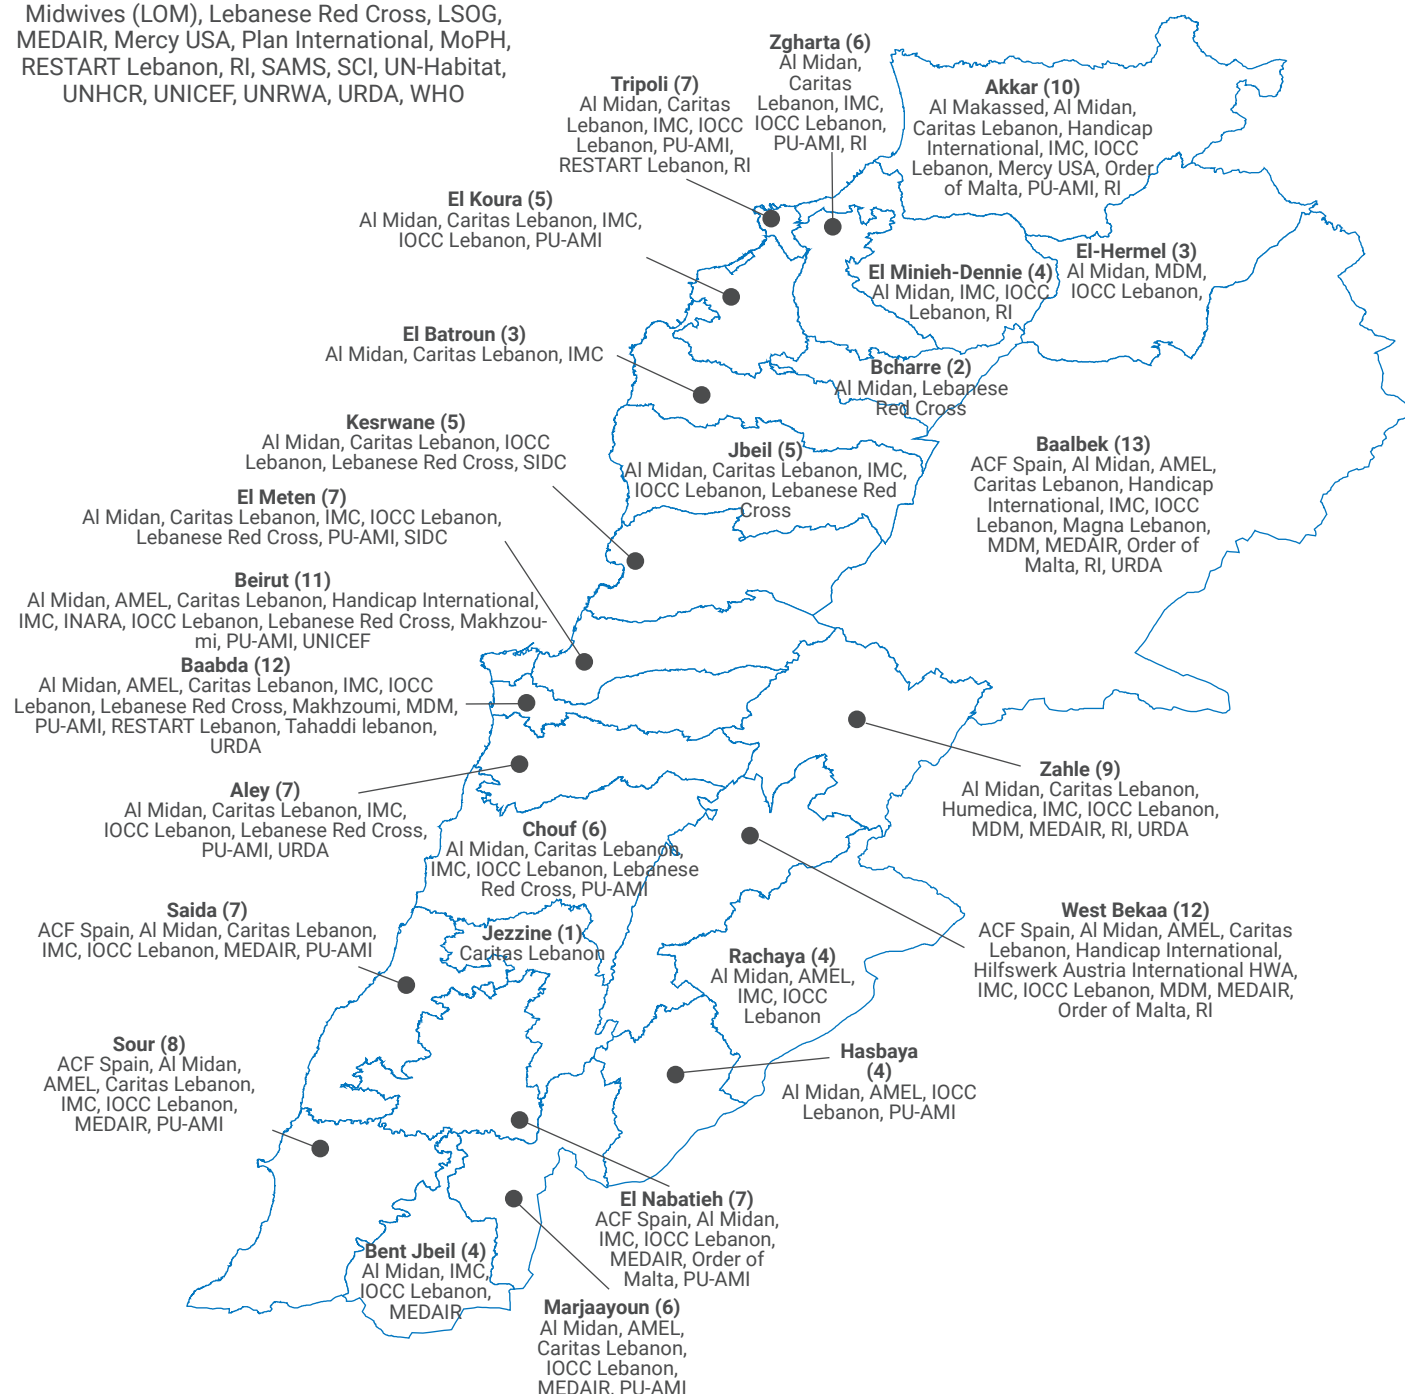 Midwives (LOM), Lebanese Red Cross, LSOG,
MEDAIR, Mercy USA, Plan International, MoPH,
RESTART Lebanon, RI, SAMS, SCI, UN-Habitat,
UNHCR, UNICEF, UNRWA, URDA, WHO
Zgharta (6)
Al Midan,
Caritas
Lebanon, IMC,
IOCC Lebanon,
PU-AMI, RI
Tripoli (7)
Al Midan, Caritas
Lebanon, IMC, IOCC
Lebanon, PU-AMI,
RESTART Lebanon, RI
Akkar (10)
Al Makassed, Al Midan,
Caritas Lebanon, Handicap
International, IMC, IOCC
Lebanon, Mercy USA, Order
of Malta, PU-AMI, RI
El Koura (5)
Al Midan, Caritas Lebanon, IMC,
IOCC Lebanon, PU-AMI
El-Hermel (3)
Al Midan, MDM,
IOCC Lebanon,
El Minieh-Dennie (4)
Al Midan, IMC, IOCC
Lebanon, RI
El Batroun (3)
Al Midan, Caritas Lebanon, IMC
Bcharre (2)
Al Midan, Lebanese
Red Cross
Kesrwane (5)
Al Midan, Caritas Lebanon, IOCC
Lebanon, Lebanese Red Cross, SIDC
Jbeil (5)
Al Midan, Caritas Lebanon, IMC,
IOCC Lebanon, Lebanese Red
Cross
Baalbek (13)
ACF Spain, Al Midan, AMEL,
Caritas Lebanon, Handicap
International, IMC, IOCC
Lebanon, Magna Lebanon,
MDM, MEDAIR, Order of
Malta, RI, URDA
El Meten (7)
Al Midan, Caritas Lebanon, IMC, IOCC Lebanon,
Lebanese Red Cross, PU-AMI, SIDC
Beirut (11)
Al Midan, AMEL, Caritas Lebanon, Handicap International,
IMC, INARA, IOCC Lebanon, Lebanese Red Cross, Makhzou-
mi, PU-AMI, UNICEF
Baabda (12)
Al Midan, AMEL, Caritas Lebanon, IMC, IOCC
Lebanon, Lebanese Red Cross, Makhzoumi, MDM,
PU-AMI, RESTART Lebanon, Tahaddi lebanon,
URDA
Zahle (9)
Al Midan, Caritas Lebanon,
Humedica, IMC, IOCC Lebanon,
MDM, MEDAIR, RI, URDA
Aley (7)
Al Midan, Caritas Lebanon, IMC,
IOCC Lebanon, Lebanese Red Cross,
PU-AMI, URDA
Chouf (6)
Al Midan, Caritas Lebanon,
IMC, IOCC Lebanon, Lebanese
Red Cross, PU-AMI
Saida (7)
ACF Spain, Al Midan, Caritas Lebanon,
IMC, IOCC Lebanon, MEDAIR, PU-AMI
West Bekaa (12)
ACF Spain, Al Midan, AMEL, Caritas
Lebanon, Handicap International,
Hilfswerk Austria International HWA,
IMC, IOCC Lebanon, MDM, MEDAIR,
Order of Malta, RI
Jezzine (1)
Caritas Lebanon
Rachaya (4)
Al Midan, AMEL,
IMC, IOCC
Lebanon
Sour (8)
ACF Spain, Al Midan,
AMEL, Caritas Lebanon,
IMC, IOCC Lebanon,
MEDAIR, PU-AMI
Hasbaya
(4)
Al Midan, AMEL, IOCC
Lebanon, PU-AMI
El Nabatieh (7)
ACF Spain, Al Midan,
IMC, IOCC Lebanon,
MEDAIR, Order of
Malta, PU-AMI
Bent Jbeil (4)
Al Midan, IMC,
IOCC Lebanon,
MEDAIR
Marjaayoun (6)
Al Midan, AMEL,
Caritas Lebanon,
IOCC Lebanon,
MEDAIR, PU-AMI